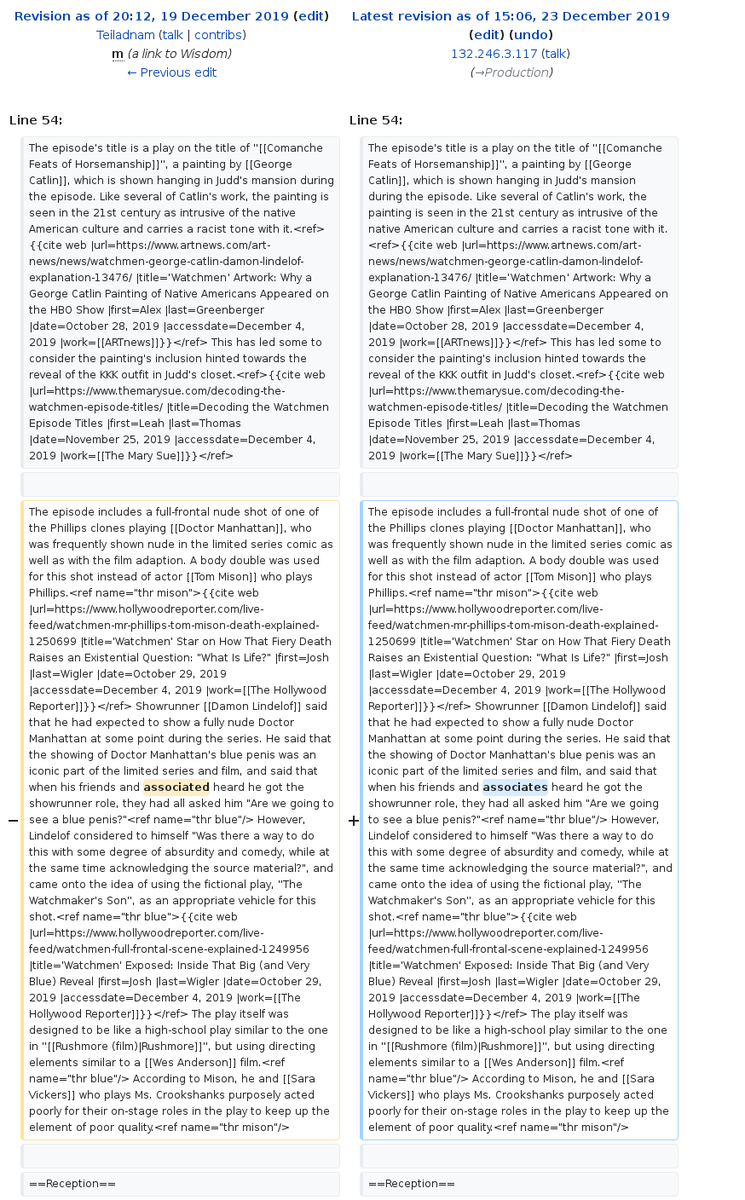 Revision as of 20:12, 19 December 2019 (edit)
Teiladnam (talk | contribs)
m (a link to Wisdom)
← Previous edit
Latest revision as of 15:06, 23 December 2019
(edit) (undo)
132.246.3.117 (talk)
(→Production)
Line 54:
The episode's title is a play on the title of "[[Comanche
Feats of Horsemanship]]", a painting by [[George
Catlin]], which is shown hanging in Judd's mansion during
the episode. Like several of Catlin's work, the painting is
seen in the 21st century as intrusive of the native
American culture and carries a racist tone with it.<ref>
{{cite web |url=https://www.artnews.com/art-
news/news/watchmen-george-catlin-damon-lindelof-
explanation-13476/ |title='Watchmen' Artwork: Why a
George Catlin Painting of Native Americans Appeared on
the HBO Show |first=Alex |last=Greenberger
|date=October 28, 2019 |accessdate=December 4,
2019 |work=[[ARTnews]]}}</ref> This has led some to
consider the painting's inclusion hinted towards the
reveal of the KKK outfit in Judd's closet.<ref>{{cite web
|url=https://www.themarysue.com/decoding-the-
watchmen-episode-titles/ |title=Decoding the Watchmen
Episode Titles |first=Leah |last=Thomas
|date=November 25, 2019 |accessdate=December 4,
2019 |work=[[The Mary Sue]]}}</ref>
−
The episode includes a full-frontal nude shot of one of
the Phillips clones playing [[Doctor Manhattan]], who
was frequently shown nude in the limited series comic as
well as with the film adaption. A body double was used
for this shot instead of actor [[Tom Mison]] who plays
Phillips.<ref name="thr mison">{{cite web
|url=https://www.hollywoodreporter.com/live-
feed/watchmen-mr-phillips-tom-mison-death-explained-
1250699 |title='Watchmen' Star on How That Fiery Death
Raises an Existential Question: "What Is Life?" |first=Josh
|last=Wigler |date=October 29, 2019
|accessdate=December 4, 2019 |work=[[The Hollywood
Reporter]]}}</ref> Showrunner [[Damon Lindelof]] said
that he had expected to show a fully nude Doctor
Manhattan at some point during the series. He said that
the showing of Doctor Manhattan's blue penis was an
iconic part of the limited series and film, and said that
when his friends and associated heard he got the
showrunner role, they had all asked him "Are we going to
see a blue penis?"<ref name="thr blue"/> However,
Lindelof considered to himself "Was there a way to do
this with some degree of absurdity and comedy, while at
the same time acknowledging the source material?", and
came onto the idea of using the fictional play, "The
Watchmaker's Son", as an appropriate vehicle for this
shot.<ref name="thr blue">{{cite web
|url=https://www.hollywoodreporter.com/live-
feed/watchmen-full-frontal-scene-explained-1249956
|title='Watchmen' Exposed: Inside That Big (and Very
Blue) Reveal |first=Josh |last=Wigler |date=October 29,
2019 |accessdate=December 4, 2019 |work=[[The
Hollywood Reporter]]}}</ref> The play itself was
designed to be like a high-school play similar to the one
in "[[Rushmore (film)|Rushmore]]", but using directing
elements similar to a [[Wes Anderson]] film.<ref
name="thr blue"/> According to Mison, he and [[Sara
Vickers]] who plays Ms. Crookshanks purposely acted
poorly for their on-stage roles in the play to keep up the
element of poor quality.<ref name="thr mison"/>
==Reception==
Line 54:
The episode's title is a play on the title of "[[Comanche
Feats of Horsemanship]]", a painting by [[George
Catlin]], which is shown hanging in Judd's mansion
during the episode. Like several of Catlin's work, the
painting is seen in the 21st century as intrusive of the
native American culture and carries a racist tone with it.
<ref>{{cite web |url=https://www.artnews.com/art-
news/news/watchmen-george-catlin-damon-lindelof-
explanation-13476/ |title='Watchmen' Artwork: Why a
George Catlin Painting of Native Americans Appeared on
the HBO Show |first=Alex |last=Greenberger
|date=October 28, 2019 |accessdate=December 4,
2019 |work=[[ARTnews]]}}</ref> This has led some to
consider the painting's inclusion hinted towards the
reveal of the KKK outfit in Judd's closet.<ref>{{cite web
|url=https://www.themarysue.com/decoding-the-
watchmen-episode-titles/ |title=Decoding the Watchmen
Episode Titles |first=Leah |last=Thomas
|date=November 25, 2019 |accessdate=December 4,
2019 |work=[[The Mary Sue]]}}</ref>
+
The episode includes a full-frontal nude shot of one of
the Phillips clones playing [[Doctor Manhattan]], who
was frequently shown nude in the limited series comic as
well as with the film adaption. A body double was used
for this shot instead of actor [[Tom Mison]] who plays
Phillips.<ref name="thr mison">{{cite web
|url=https://www.hollywoodreporter.com/live-
feed/watchmen-mr-phillips-tom-mison-death-explained-
1250699 |title='Watchmen' Star on How That Fiery Death
Raises an Existential Question: "What Is Life?" |first=Josh
|last=Wigler |date=October 29, 2019
|accessdate=December 4, 2019 |work=[[The Hollywood
Reporter]]}}</ref> Showrunner [[Damon Lindelof]] said
that he had expected to show a fully nude Doctor
Manhattan at some point during the series. He said that
the showing of Doctor Manhattan's blue penis was an
iconic part of the limited series and film, and said that
when his friends and associates heard he got the
showrunner role, they had all asked him "Are we going
to see a blue penis?"<ref name="thr blue"/> However,
Lindelof considered to himself "Was there a way to do
this with some degree of absurdity and comedy, while at
the same time acknowledging the source material?", and
came onto the idea of using the fictional play, "The
Watchmaker's Son", as an appropriate vehicle for this
shot.<ref name="thr blue">{{cite web
|url=https://www.hollywoodreporter.com/live-
feed/watchmen-full-frontal-scene-explained-1249956
|title='Watchmen' Exposed: Inside That Big (and Very
Blue) Reveal |first=Josh |last=Wigler |date=October 29,
2019 |accessdate=December 4, 2019 |work=[[The
Hollywood Reporter]]}}</ref> The play itself was
designed to be like a high-school play similar to the one
in "[[Rushmore (film)|Rushmore]]", but using directing
elements similar to a [[Wes Anderson]] film.<ref
name="thr blue"/> According to Mison, he and [[Sara
Vickers]] who plays Ms. Crookshanks purposely acted
poorly for their on-stage roles in the play to keep up the
element of poor quality.<ref name="thr mison"/>
==Reception==